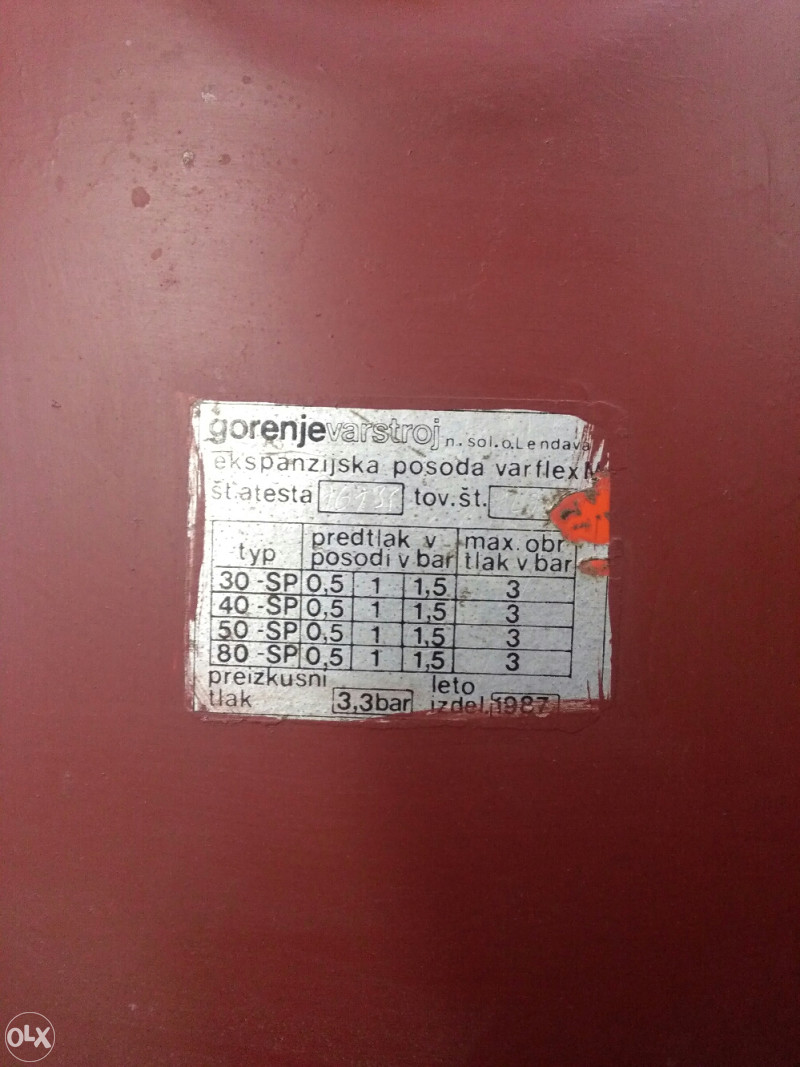 gorenjevarstroj n. sol.o.Lendava
ekspanzijska posoda varflex
št.atesta tov.št.
typ predtlak v posodi v bar max. obr tlak v bar
30-SP 0,5 1 1,5 3
40-SP 0,5 1 1,5 3
50-SP 0,5 1 1,5 3
80-SP 0,5 1 1,5 3
preizkusni tlak 3,3bar leto izdel. 1987
OLX